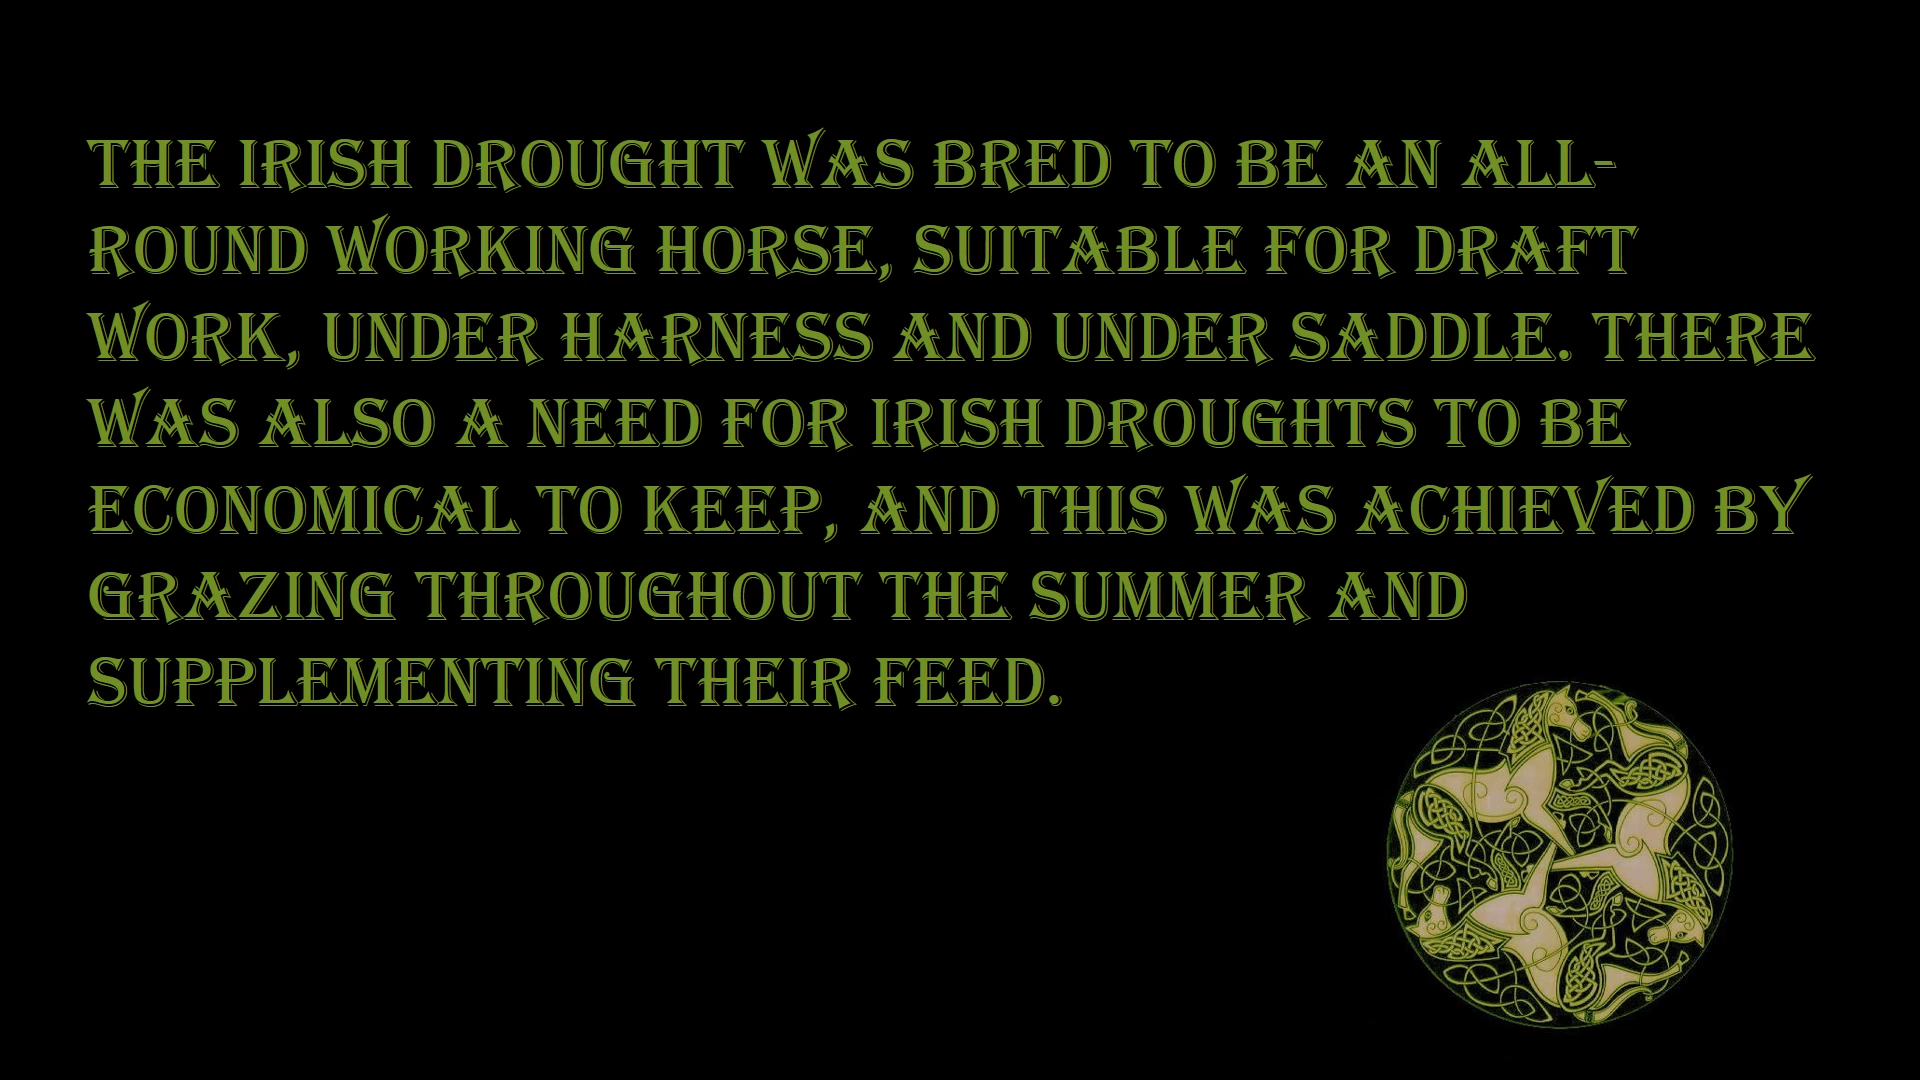 THE IRISH DROUGHT WAS BRED TO BE AN ALL-
ROUND WORKING HORSE, SUITABLE FOR DRAFT
WORK, UNDER HARNESS AND UNDER SADDLE. THERE
WAS ALSO A NEED FOR IRISH DROUGHTS TO BE
ECONOMICAL TO KEEP, AND THIS WAS ACHIEVED BY
GRAZING THROUGHOUT THE SUMMER AND
SUPPLEMENTING THEIR FEED.